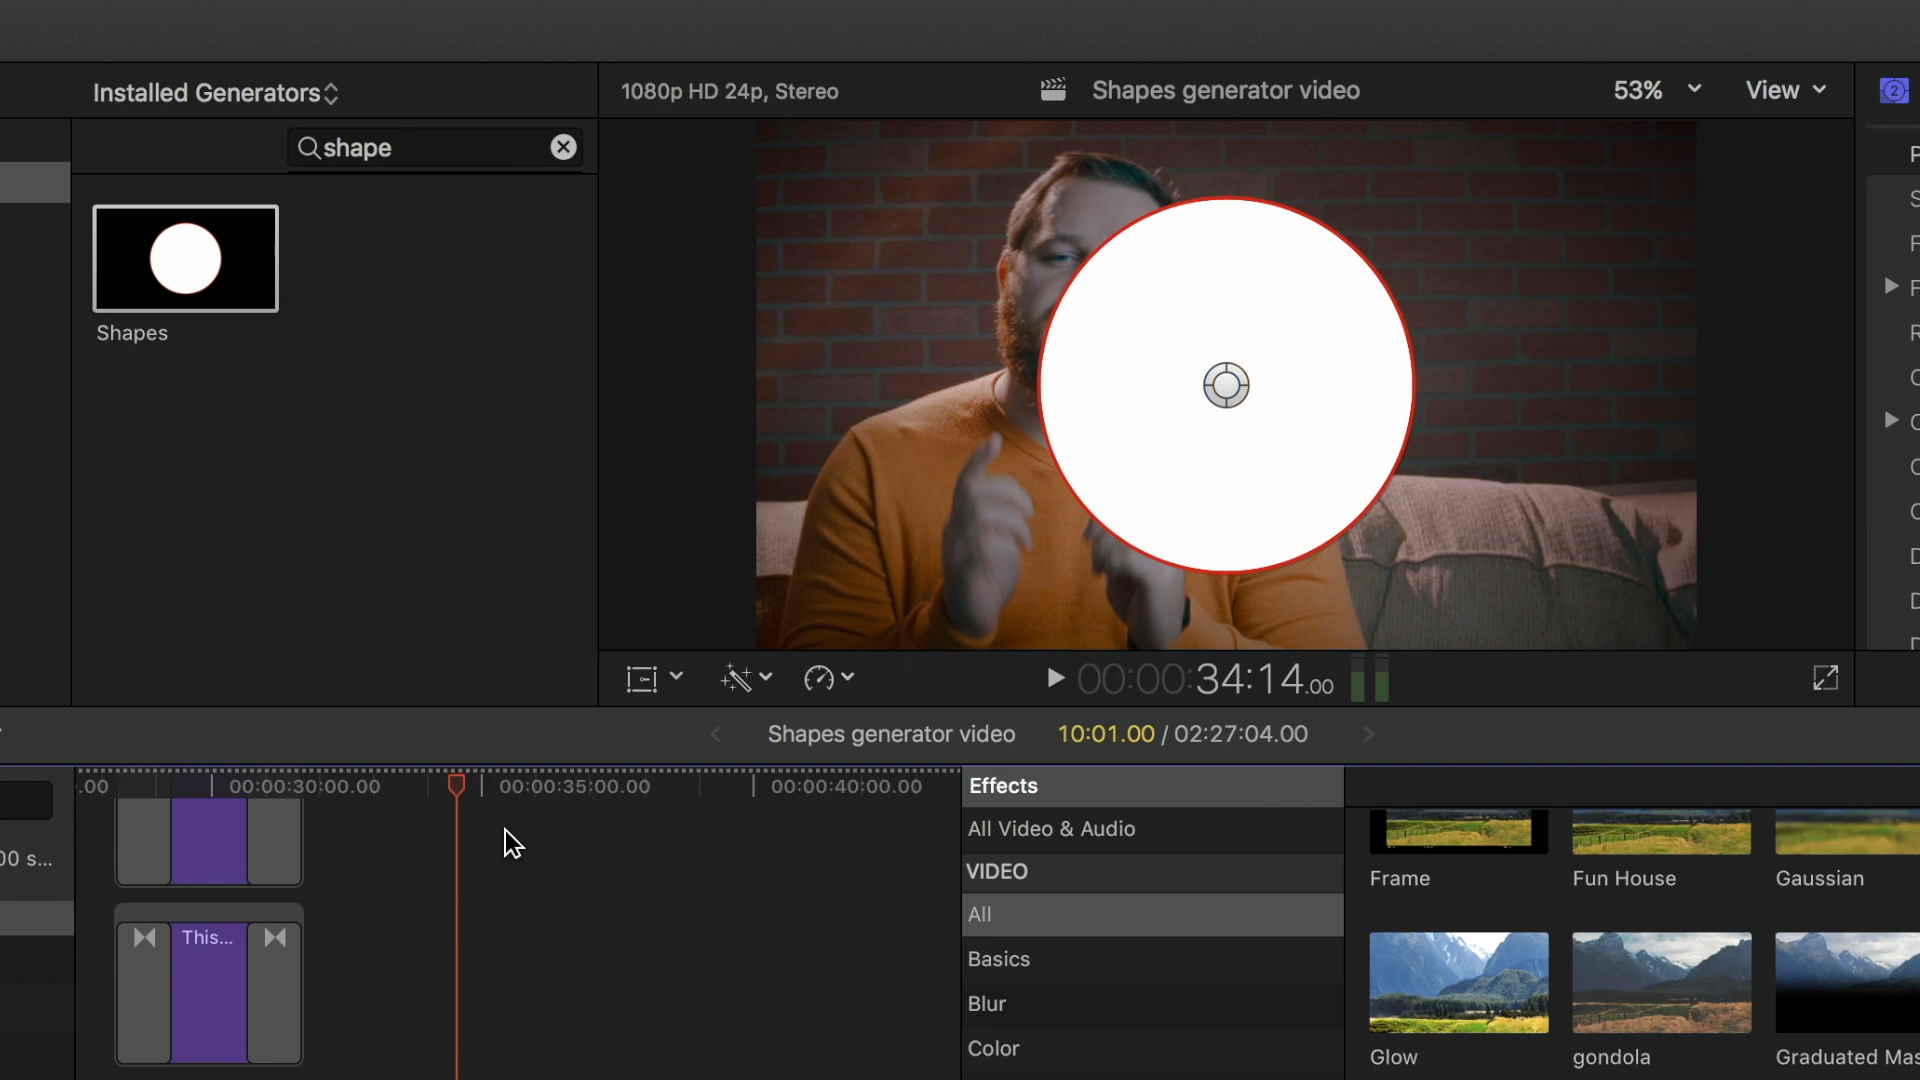 Installed Generators
1080p HD 24p, Stereo
Shapes generator video
53%
View
2
shape
Shapes
00:00:34:14.00
Shapes generator video
10:01.00 / 02:27:04.00
.00
00:00:30:00.00
00:00:35:00.00
00:00:40:00.00
00 s...
This...
Effects
All Video & Audio
VIDEO
All
Basics
Blur
Color
Frame
Fun House
Gaussian
Glow
gondola
Graduated Mas